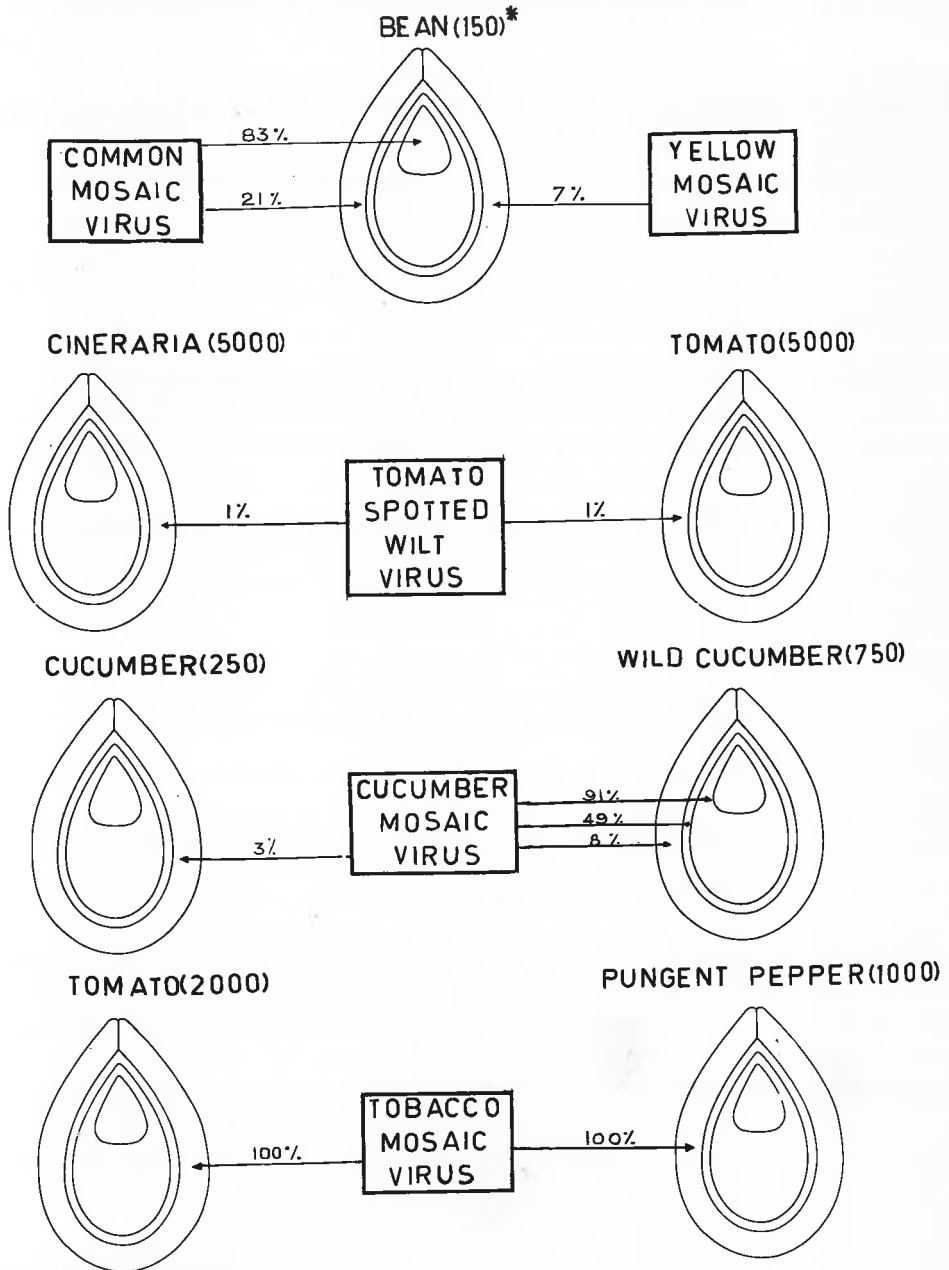 BEAN(150)*
83%
COMMON
MOSAIC
VIRUS
21%
7%
YELLOW
MOSAIC
VIRUS
CINERARIA(5000)
TOMATO(5000)
TOMATO
SPOTTED
WILT
VIRUS
1%
1%
CUCUMBER(250)
WILD CUCUMBER(750)
CUCUMBER
MOSAIC
VIRUS
3%
91%
49%
8%
TOMATO(2000)
PUNGENT PEPPER(1000)
TOBACCO
MOSAIC
VIRUS
100%
100%